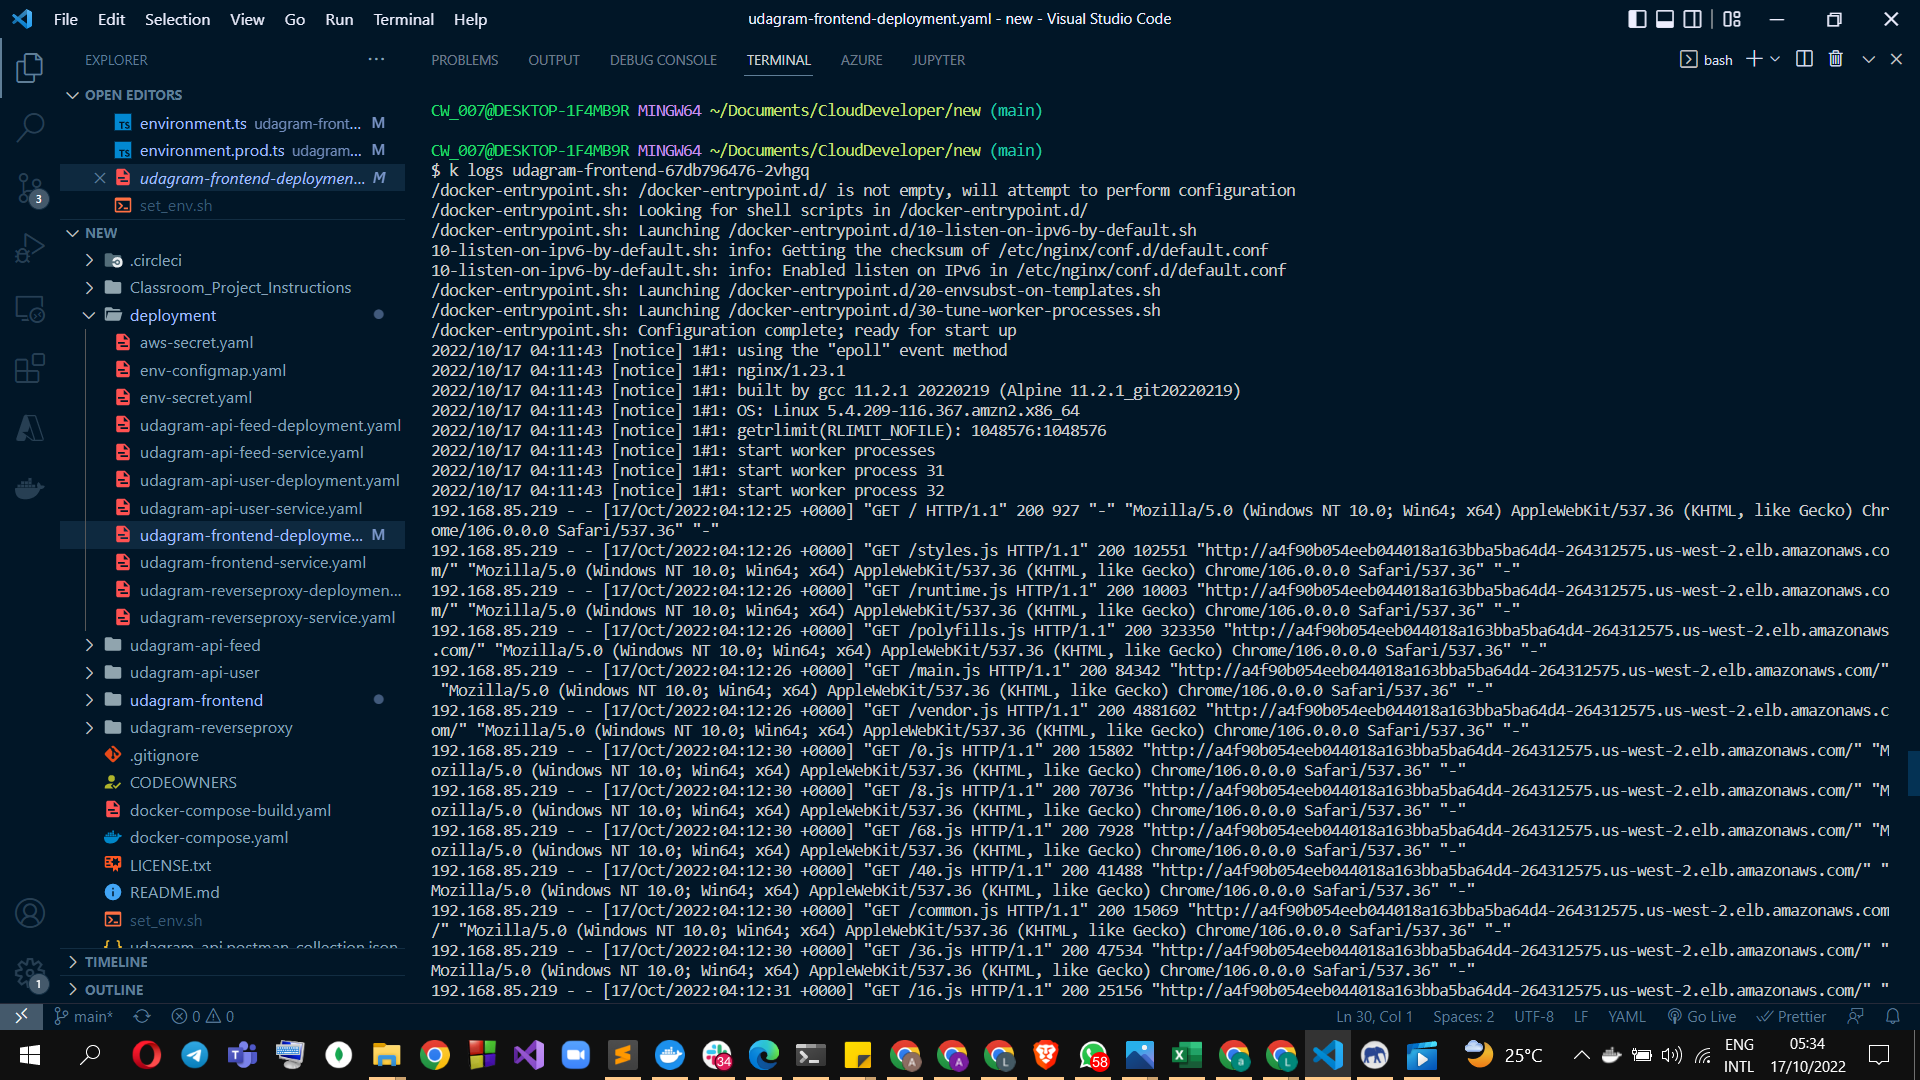 File Edit Selection View Go Run Terminal Help
udagram-frontend-deployment.yaml - new - Visual Studio Code
EXPLORER
OPEN EDITORS
environment.ts udagram-front... M
environment.prod.ts udagram... M
udagram-frontend-deploymen... M
set_env.sh
NEW
.circleci
Classroom_Project_Instructions
deployment
aws-secret.yaml
env-configmap.yaml
env-secret.yaml
udagram-api-feed-deployment.yaml
udagram-api-feed-service.yaml
udagram-api-user-deployment.yaml
udagram-api-user-service.yaml
udagram-frontend-deployme... M
udagram-frontend-service.yaml
udagram-reverseproxy-deploymen...
udagram-reverseproxy-service.yaml
udagram-api-feed
udagram-api-user
udagram-frontend
udagram-reverseproxy
.gitignore
CODEOWNERS
docker-compose-build.yaml
docker-compose.yaml
LICENSE.txt
README.md
set_env.sh
udagram-api.postman_collection.json
TIMELINE
OUTLINE
3
1
PROBLEMS OUTPUT DEBUG CONSOLE TERMINAL AZURE JUPYTER
bash
CW_007@DESKTOP-1F4MB9R MINGW64 ~/Documents/CloudDeveloper/new (main)
CW_007@DESKTOP-1F4MB9R MINGW64 ~/Documents/CloudDeveloper/new (main)
$ k logs udagram-frontend-67db796476-2vhgq
/docker-entrypoint.sh: /docker-entrypoint.d/ is not empty, will attempt to perform configuration
/docker-entrypoint.sh: Looking for shell scripts in /docker-entrypoint.d/
/docker-entrypoint.sh: Launching /docker-entrypoint.d/10-listen-on-ipv6-by-default.sh
10-listen-on-ipv6-by-default.sh: info: Getting the checksum of /etc/nginx/conf.d/default.conf
10-listen-on-ipv6-by-default.sh: info: Enabled listen on IPv6 in /etc/nginx/conf.d/default.conf
/docker-entrypoint.sh: Launching /docker-entrypoint.d/20-envsubst-on-templates.sh
/docker-entrypoint.sh: Launching /docker-entrypoint.d/30-tune-worker-processes.sh
/docker-entrypoint.sh: Configuration complete; ready for start up
2022/10/17 04:11:43 [notice] 1#1: using the "epoll" event method
2022/10/17 04:11:43 [notice] 1#1: nginx/1.23.1
2022/10/17 04:11:43 [notice] 1#1: built by gcc 11.2.1 20220219 (Alpine 11.2.1_git20220219)
2022/10/17 04:11:43 [notice] 1#1: OS: Linux 5.4.209-116.367.amzn2.x86_64
2022/10/17 04:11:43 [notice] 1#1: getrlimit(RLIMIT_NOFILE): 1048576:1048576
2022/10/17 04:11:43 [notice] 1#1: start worker processes
2022/10/17 04:11:43 [notice] 1#1: start worker process 31
2022/10/17 04:11:43 [notice] 1#1: start worker process 32
192.168.85.219 - - [17/Oct/2022:04:12:25 +0000] "GET / HTTP/1.1" 200 927 "-" "Mozilla/5.0 (Windows NT 10.0; Win64; x64) AppleWebKit/537.36 (KHTML, like Gecko) Chr
ome/106.0.0.0 Safari/537.36" "-"
192.168.85.219 - - [17/Oct/2022:04:12:26 +0000] "GET /styles.js HTTP/1.1" 200 102551 "http://a4f90b054eeb044018a163bba5ba64d4-264312575.us-west-2.elb.amazonaws.co
m/" "Mozilla/5.0 (Windows NT 10.0; Win64; x64) AppleWebKit/537.36 (KHTML, like Gecko) Chrome/106.0.0.0 Safari/537.36" "-"
192.168.85.219 - - [17/Oct/2022:04:12:26 +0000] "GET /runtime.js HTTP/1.1" 200 10003 "http://a4f90b054eeb044018a163bba5ba64d4-264312575.us-west-2.elb.amazonaws.co
m/" "Mozilla/5.0 (Windows NT 10.0; Win64; x64) AppleWebKit/537.36 (KHTML, like Gecko) Chrome/106.0.0.0 Safari/537.36" "-"
192.168.85.219 - - [17/Oct/2022:04:12:26 +0000] "GET /polyfills.js HTTP/1.1" 200 323350 "http://a4f90b054eeb044018a163bba5ba64d4-264312575.us-west-2.elb.amazonaws
.com/" "Mozilla/5.0 (Windows NT 10.0; Win64; x64) AppleWebKit/537.36 (KHTML, like Gecko) Chrome/106.0.0.0 Safari/537.36" "-"
192.168.85.219 - - [17/Oct/2022:04:12:26 +0000] "GET /main.js HTTP/1.1" 200 84342 "http://a4f90b054eeb044018a163bba5ba64d4-264312575.us-west-2.elb.amazonaws.com/"
"Mozilla/5.0 (Windows NT 10.0; Win64; x64) AppleWebKit/537.36 (KHTML, like Gecko) Chrome/106.0.0.0 Safari/537.36" "-"
192.168.85.219 - - [17/Oct/2022:04:12:26 +0000] "GET /vendor.js HTTP/1.1" 200 4881602 "http://a4f90b054eeb044018a163bba5ba64d4-264312575.us-west-2.elb.amazonaws.c
om/" "Mozilla/5.0 (Windows NT 10.0; Win64; x64) AppleWebKit/537.36 (KHTML, like Gecko) Chrome/106.0.0.0 Safari/537.36" "-"
192.168.85.219 - - [17/Oct/2022:04:12:30 +0000] "GET /0.js HTTP/1.1" 200 15802 "http://a4f90b054eeb044018a163bba5ba64d4-264312575.us-west-2.elb.amazonaws.com/" "M
ozilla/5.0 (Windows NT 10.0; Win64; x64) AppleWebKit/537.36 (KHTML, like Gecko) Chrome/106.0.0.0 Safari/537.36" "-"
192.168.85.219 - - [17/Oct/2022:04:12:30 +0000] "GET /8.js HTTP/1.1" 200 70736 "http://a4f90b054eeb044018a163bba5ba64d4-264312575.us-west-2.elb.amazonaws.com/" "M
ozilla/5.0 (Windows NT 10.0; Win64; x64) AppleWebKit/537.36 (KHTML, like Gecko) Chrome/106.0.0.0 Safari/537.36" "-"
192.168.85.219 - - [17/Oct/2022:04:12:30 +0000] "GET /68.js HTTP/1.1" 200 7928 "http://a4f90b054eeb044018a163bba5ba64d4-264312575.us-west-2.elb.amazonaws.com/" "M
ozilla/5.0 (Windows NT 10.0; Win64; x64) AppleWebKit/537.36 (KHTML, like Gecko) Chrome/106.0.0.0 Safari/537.36" "-"
192.168.85.219 - - [17/Oct/2022:04:12:30 +0000] "GET /40.js HTTP/1.1" 200 41488 "http://a4f90b054eeb044018a163bba5ba64d4-264312575.us-west-2.elb.amazonaws.com/" "
Mozilla/5.0 (Windows NT 10.0; Win64; x64) AppleWebKit/537.36 (KHTML, like Gecko) Chrome/106.0.0.0 Safari/537.36" "-"
192.168.85.219 - - [17/Oct/2022:04:12:30 +0000] "GET /common.js HTTP/1.1" 200 15069 "http://a4f90b054eeb044018a163bba5ba64d4-264312575.us-west-2.elb.amazonaws.com
/" "Mozilla/5.0 (Windows NT 10.0; Win64; x64) AppleWebKit/537.36 (KHTML, like Gecko) Chrome/106.0.0.0 Safari/537.36" "-"
192.168.85.219 - - [17/Oct/2022:04:12:30 +0000] "GET /36.js HTTP/1.1" 200 47534 "http://a4f90b054eeb044018a163bba5ba64d4-264312575.us-west-2.elb.amazonaws.com/" "
Mozilla/5.0 (Windows NT 10.0; Win64; x64) AppleWebKit/537.36 (KHTML, like Gecko) Chrome/106.0.0.0 Safari/537.36" "-"
192.168.85.219 - - [17/Oct/2022:04:12:31 +0000] "GET /16.js HTTP/1.1" 200 25156 "http://a4f90b054eeb044018a163bba5ba64d4-264312575.us-west-2.elb.amazonaws.com/" "
main* 0 0
Ln 30, Col 1 Spaces: 2 UTF-8 LF YAML Go Live Prettier
34
58
25°C
ENG
INTL
05:34
17/10/2022